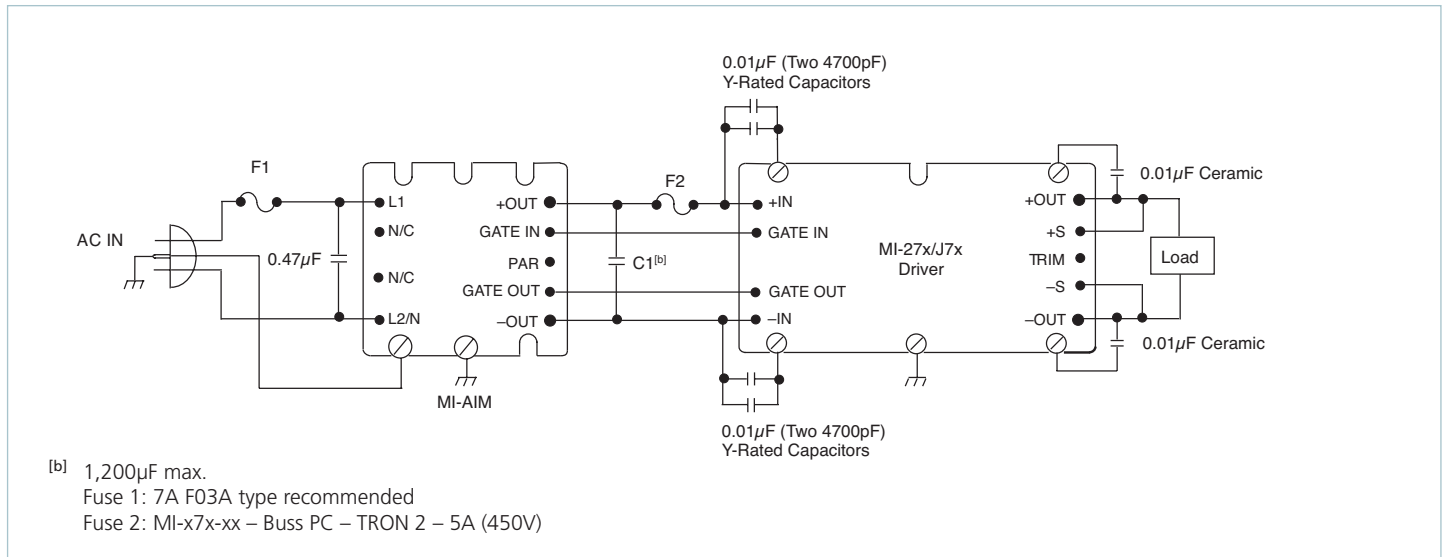 0.01µF (Two 4700pF)
Y-Rated Capacitors
F1
F2
0.01µF Ceramic
AC IN
0.47µF
L1
N/C
N/C
L2/N
+OUT
GATE IN
PAR
GATE OUT
–OUT
MI-AIM
C1[b]
+IN
GATE IN
GATE OUT
–IN
MI-27x/J7x
Driver
+OUT
+S
TRIM
–S
–OUT
Load
0.01µF Ceramic
0.01µF (Two 4700pF)
Y-Rated Capacitors
[b] 1,200µF max.
Fuse 1: 7A F03A type recommended
Fuse 2: MI-x7x-xx – Buss PC – TRON 2 – 5A (450V)